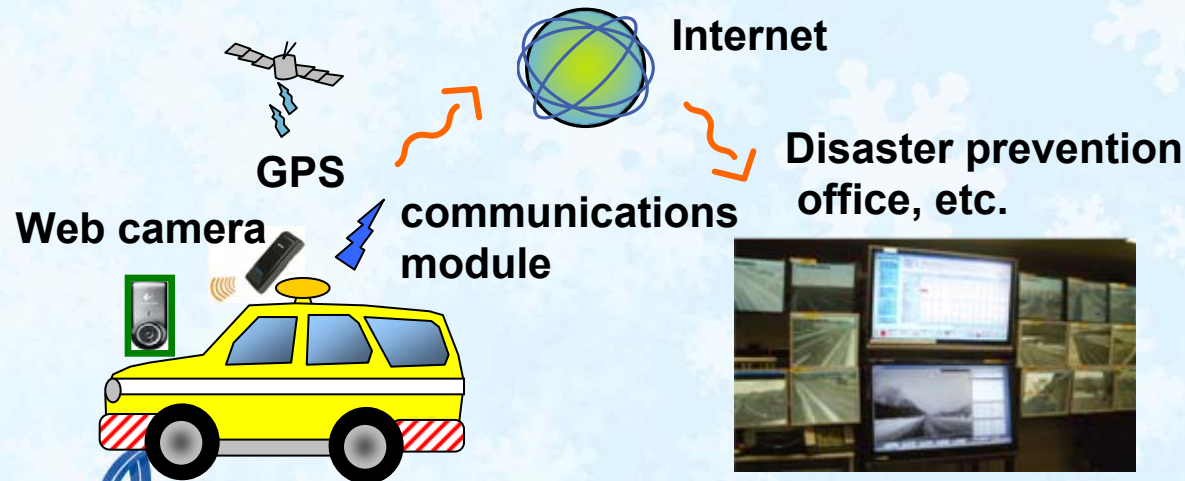 Internet
GPS
Disaster prevention
office, etc.
Web camera
communications
module